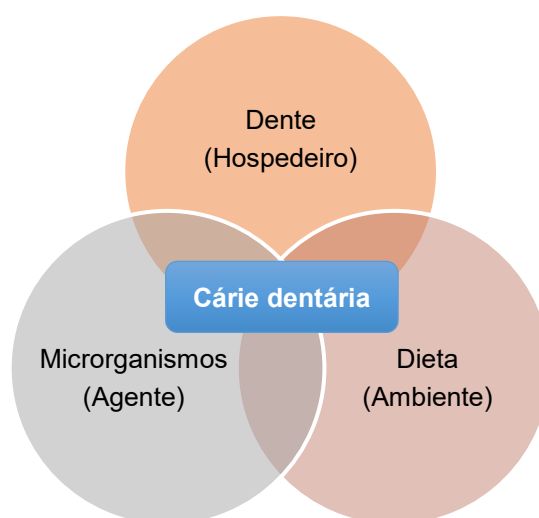 Dente
(Hospedeiro)
Cárie dentária
Microrganismos
(Agente)
Dieta
(Ambiente)